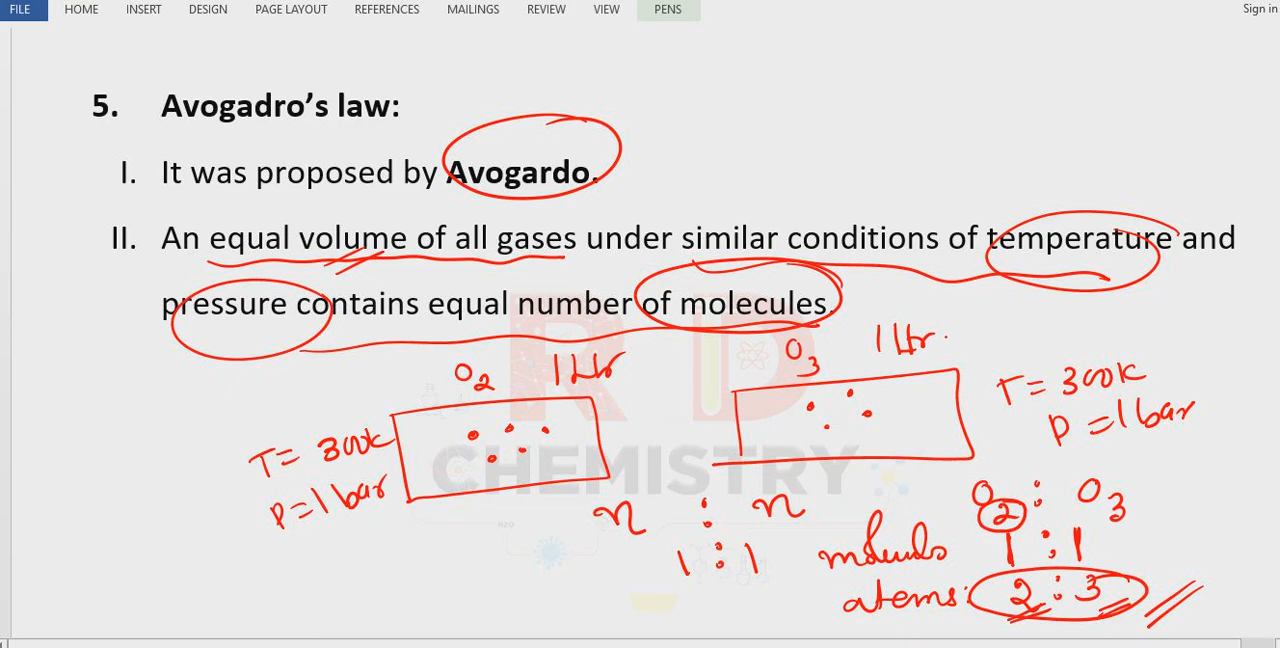 FILE HOME INSERT DESIGN PAGE LAYOUT REFERENCES MAILINGS REVIEW VIEW PENS Sign in
5. Avogadro’s law:
I. It was proposed by Avogardo.
II. An equal volume of all gases under similar conditions of temperature and
pressure contains equal number of molecules.
R D
CHEMISTRY
O2 1 Ltr
T = 300K
P = 1 bar
O3 1 Ltr.
T = 300K
P = 1 bar
n : n
1 : 1
O2 : O3
molecules 1 : 1
atoms: 2 : 3